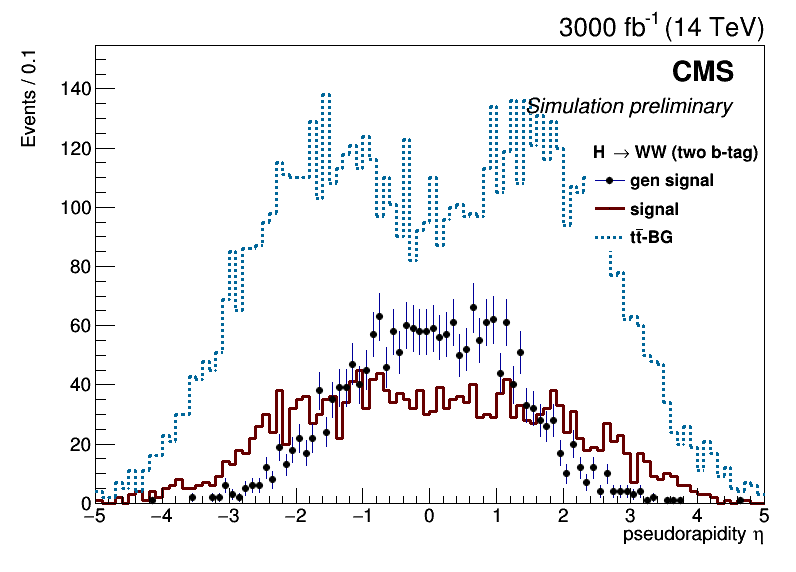 3000 fb⁻¹ (14 TeV)
Events / 0.1
CMS
Simulation preliminary
H → WW (two b-tag)
gen signal
signal
tt̄-BG
140
120
100
80
60
40
20
0
−5 −4 −3 −2 −1 0 1 2 3 4 5
pseudorapidity η